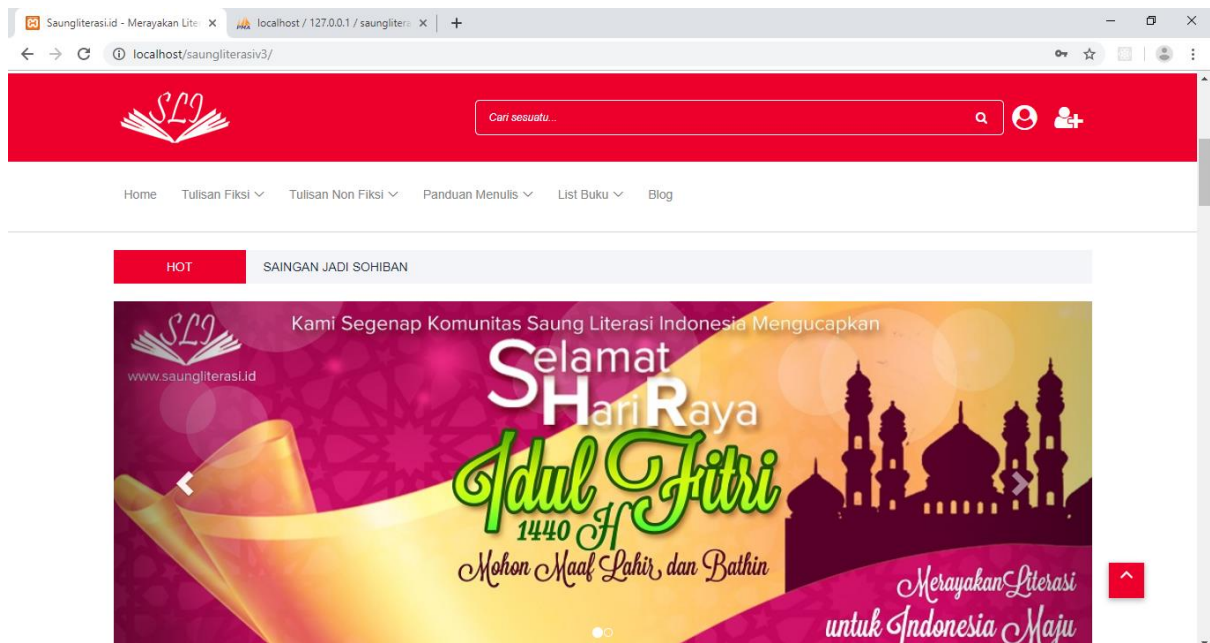 Saungliterasi.id - Merayakan Lite
localhost / 127.0.0.1 / saunglitera
localhost/saungliterasiv3/
SLI
Cari sesuatu...
Home Tulisan Fiksi Tulisan Non Fiksi Panduan Menulis List Buku Blog
HOT SAINGAN JADI SOHIBAN
SLI
www.saungliterasi.id
Kami Segenap Komunitas Saung Literasi Indonesia Mengucapkan
Selamat
Hari Raya
Idul Fitri
1440 H
Mohon Maaf Lahir, dan Bathin
Merayakan Literasi
untuk Indonesia Maju